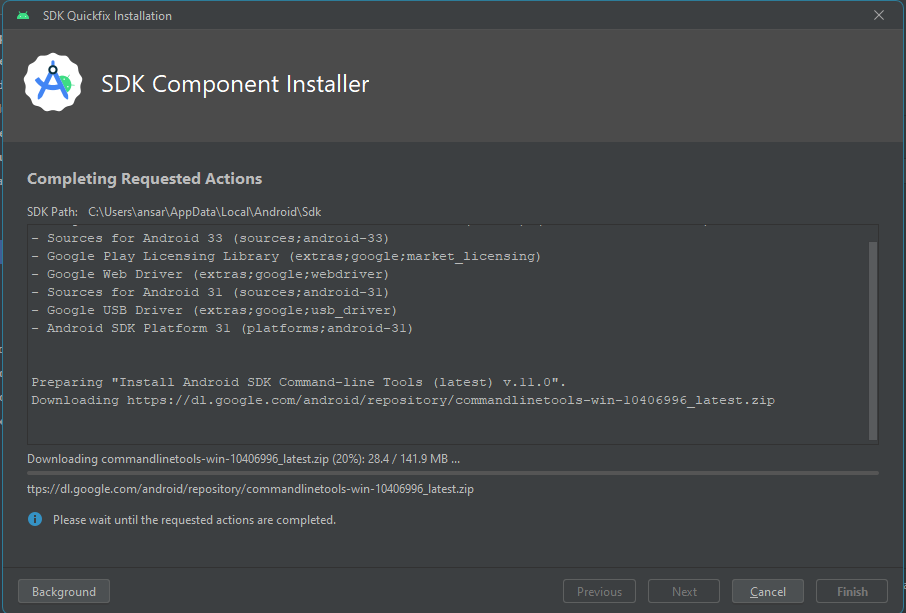 SDK Quickfix Installation
SDK Component Installer
Completing Requested Actions
SDK Path: C:\Users\ansar\AppData\Local\Android\Sdk
- Sources for Android 33 (sources;android-33)
- Google Play Licensing Library (extras;google;market_licensing)
- Google Web Driver (extras;google;webdriver)
- Sources for Android 31 (sources;android-31)
- Google USB Driver (extras;google;usb_driver)
- Android SDK Platform 31 (platforms;android-31)
Preparing "Install Android SDK Command-line Tools (latest) v.11.0".
Downloading https://dl.google.com/android/repository/commandlinetools-win-10406996_latest.zip
Downloading commandlinetools-win-10406996_latest.zip (20%): 28.4 / 141.9 MB ...
ttps://dl.google.com/android/repository/commandlinetools-win-10406996_latest.zip
Please wait until the requested actions are completed.
Background Previous Next Cancel Finish